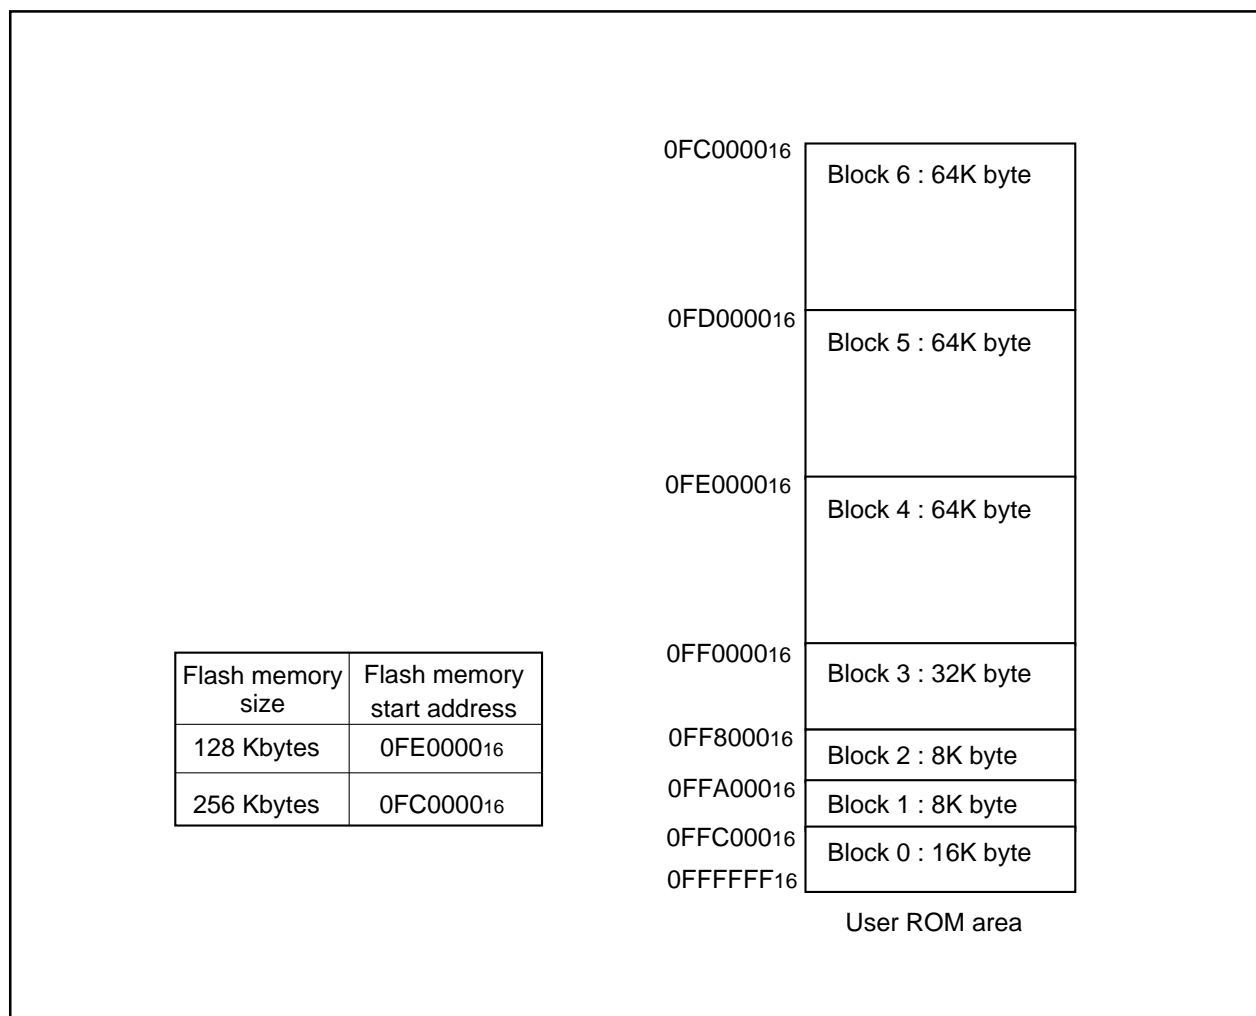 0FC000016
Block 6 : 64K byte
0FD000016
Block 5 : 64K byte
0FE000016
Block 4 : 64K byte
0FF000016
Block 3 : 32K byte
0FF800016
Block 2 : 8K byte
0FFA00016
Block 1 : 8K byte
0FFC00016
Block 0 : 16K byte
0FFFFFF16
User ROM area
Flash memory size
Flash memory start address
128 Kbytes
0FE000016
256 Kbytes
0FC000016